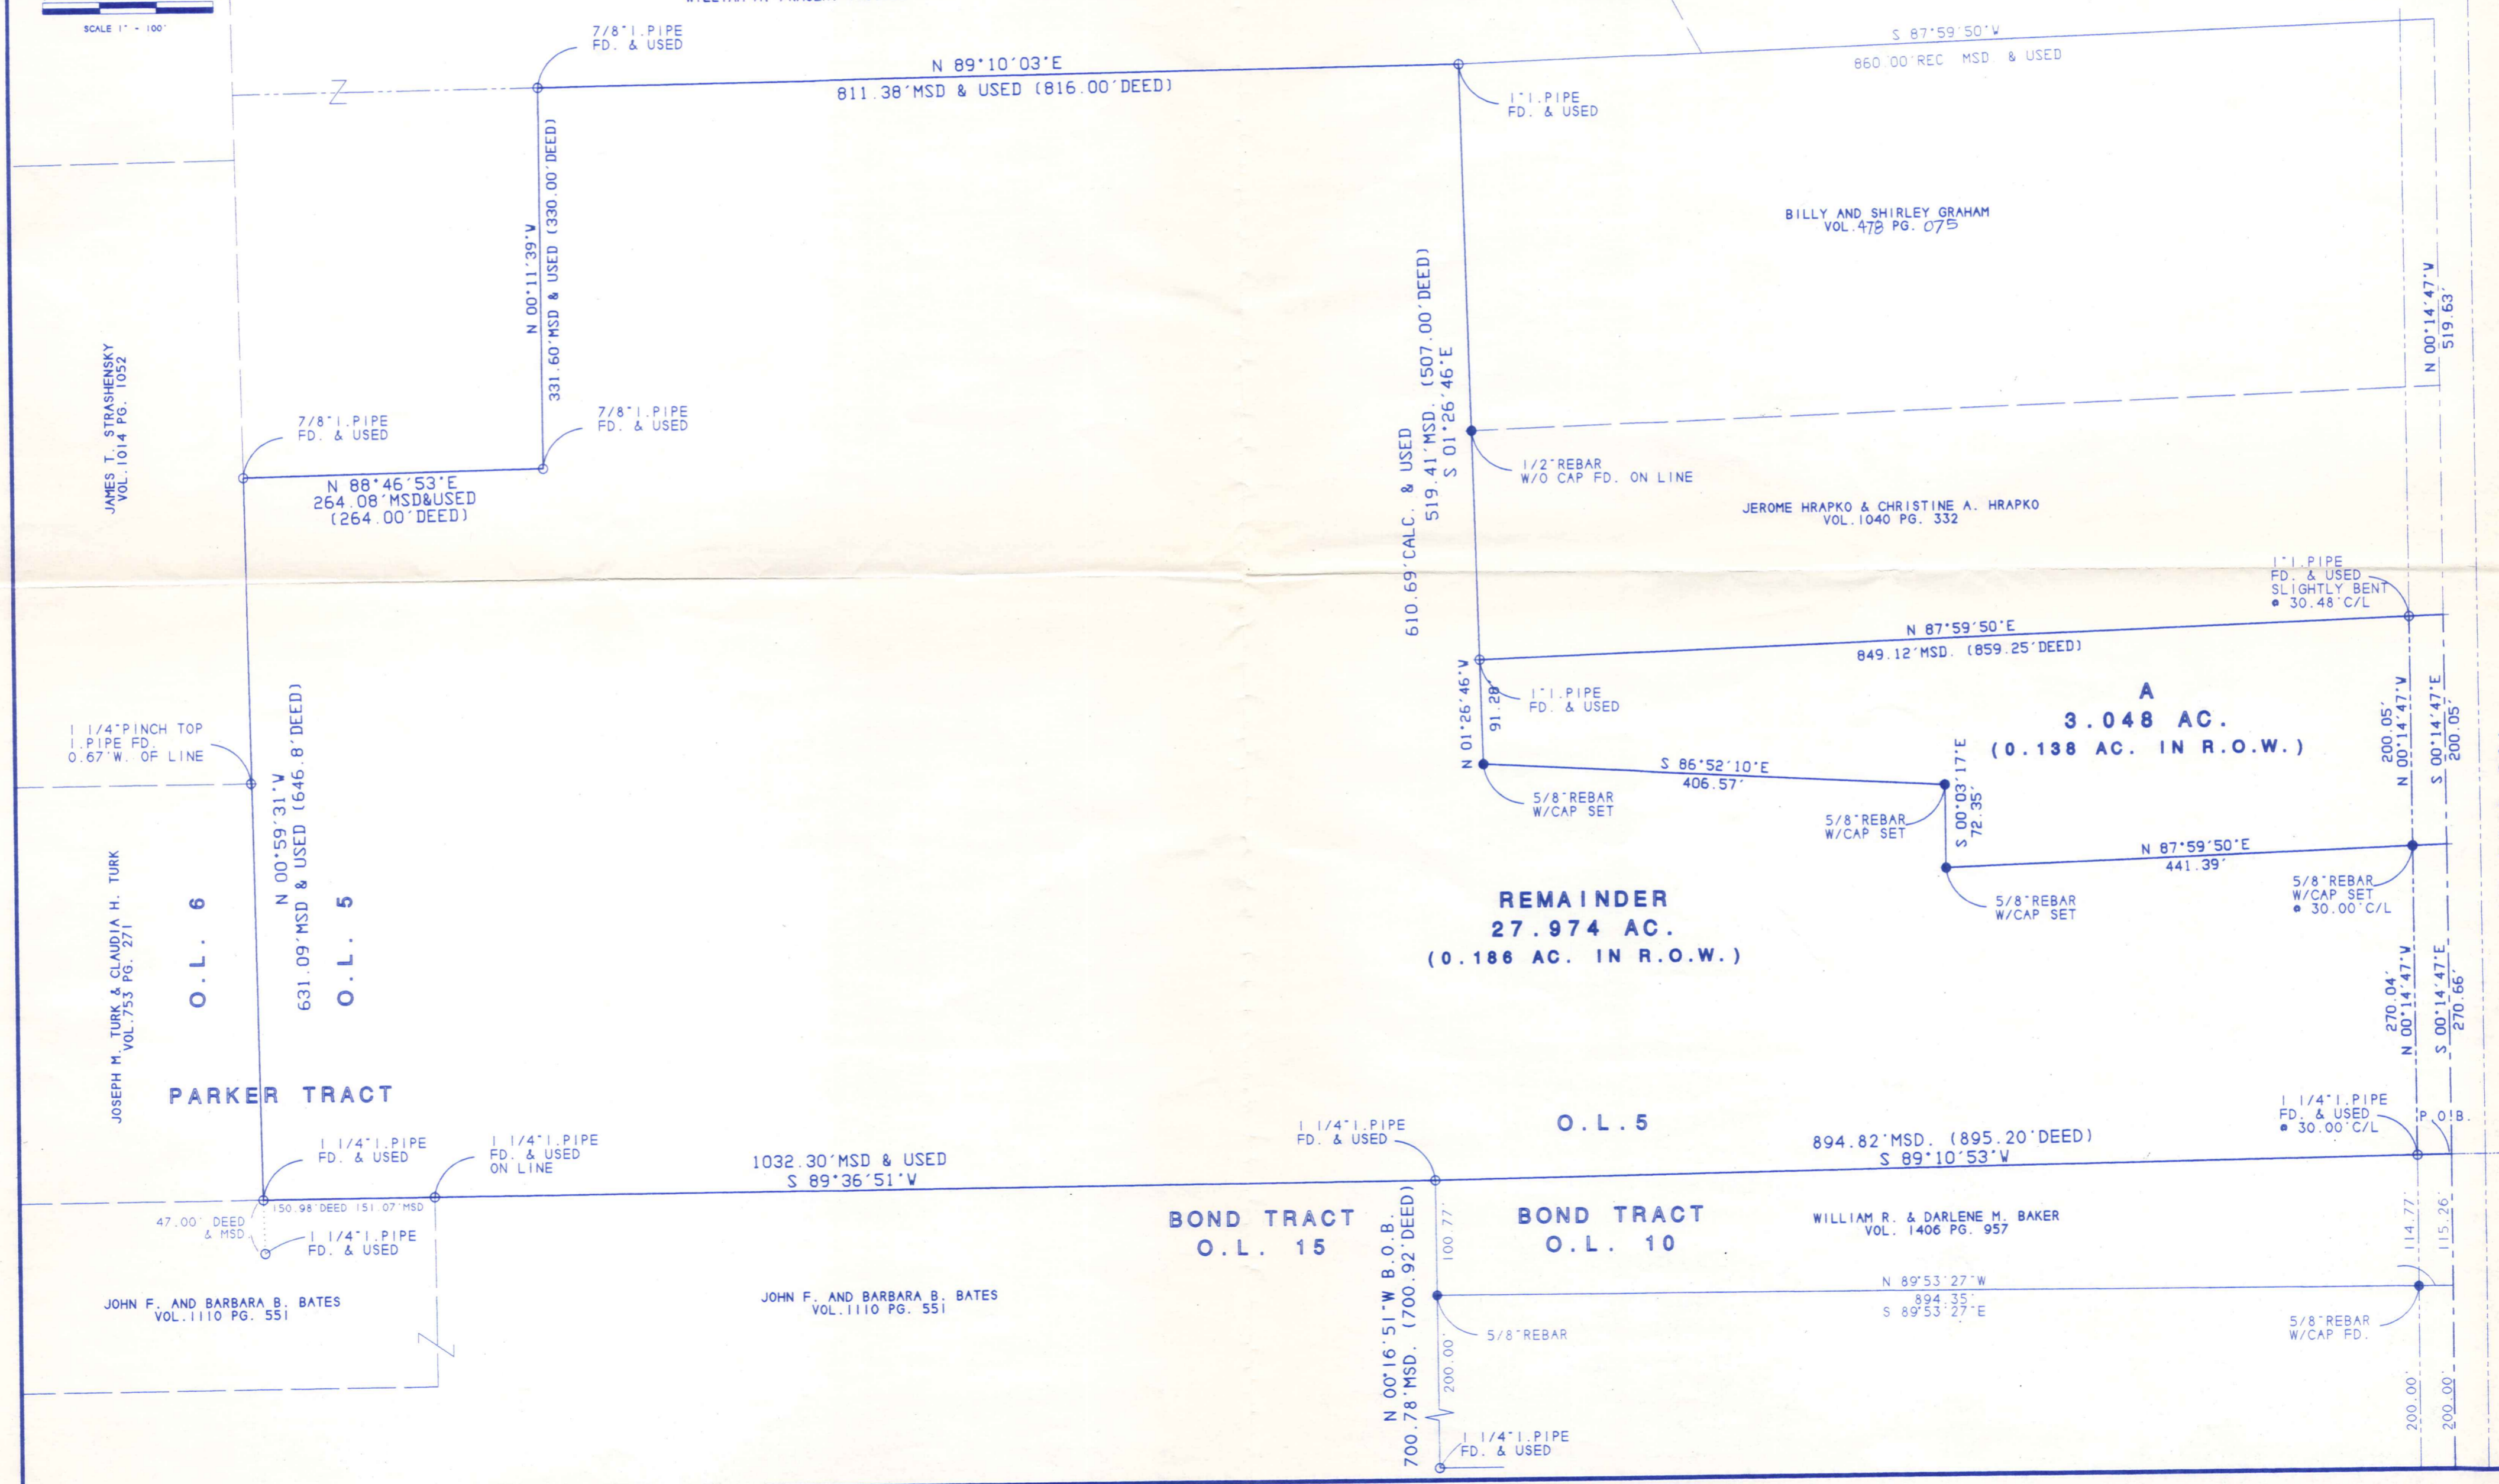 SCALE 1" - 100'
7/8"I.PIPE
FD. & USED
N 89°10'03"E
811.38'MSD & USED (816.00'DEED)
S 87°59'50"W
860.00'REC MSD & USED
1"I.PIPE
FD. & USED
N 00°11'39"W
331.60'MSD & USED (330.00'DEED)
BILLY AND SHIRLEY GRAHAM
VOL.478 PG. 075
N 00°14'47"W
519.63'
JAMES T. STRASHENSKY
VOL.1014 PG. 1052
7/8"I.PIPE
FD. & USED
7/8"I.PIPE
FD. & USED
N 88°46'53"E
264.08'MSD&USED
(264.00'DEED)
610.69'CALC. & USED
519.41'MSD. (507.00'DEED)
S 01°26'46"E
1/2"REBAR
W/O CAP FD. ON LINE
JEROME HRAPKO & CHRISTINE A. HRAPKO
VOL.1040 PG. 332
1"I.PIPE
FD. & USED
SLIGHTLY BENT
@ 30.48'C/L
N 87°59'50"E
849.12'MSD. (859.25'DEED)
N 01°26'46"W
91.28'
1"I.PIPE
FD. & USED
A
3.048 AC.
(0.138 AC. IN R.O.W.)
200.05'
N 00°14'47"W
S 00°14'47"E
200.05'
1 1/4"PINCH TOP
I.PIPE FD.
0.67'W. OF LINE
N 00°59'31"W
631.09'MSD & USED (646.8'DEED)
S 86°52'10"E
406.57'
5/8"REBAR
W/CAP SET
5/8"REBAR
W/CAP SET
S 00°03'17"E
72.35'
N 87°59'50"E
441.39'
5/8"REBAR
W/CAP SET
5/8"REBAR
W/CAP SET
@ 30.00'C/L
JOSEPH M. TURK & CLAUDIA H. TURK
VOL.753 PG. 271
O.L. 6
O.L. 5
REMAINDER
27.974 AC.
(0.186 AC. IN R.O.W.)
270.04'
N 00°14'47"W
S 00°14'47"E
270.66'
PARKER TRACT
1 1/4"I.PIPE
FD. & USED
1 1/4"I.PIPE
FD. & USED
ON LINE
1032.30'MSD & USED
S 89°36'51"W
1 1/4"I.PIPE
FD. & USED
O.L.5
894.82'MSD. (895.20'DEED)
S 89°10'53"W
1 1/4"I.PIPE
FD. & USED
@ 30.00'C/L
P.O.B.
150.98'DEED 151.07'MSD
47.00' DEED
& MSD.
1 1/4"I.PIPE
FD. & USED
BOND TRACT
O.L. 15
BOND TRACT
O.L. 10
WILLIAM R. & DARLENE M. BAKER
VOL. 1406 PG. 957
N 00°16'51"W B.O.B.
700.78'MSD. (700.92'DEED)
100.77'
114.77'
115.26'
JOHN F. AND BARBARA B. BATES
VOL.1110 PG. 551
JOHN F. AND BARBARA B. BATES
VOL.1110 PG. 551
N 89°53'27"W
894.35'
S 89°53'27"E
5/8"REBAR
5/8"REBAR
W/CAP FD.
200.00'
200.00'
200.00'
1 1/4"I.PIPE
FD. & USED